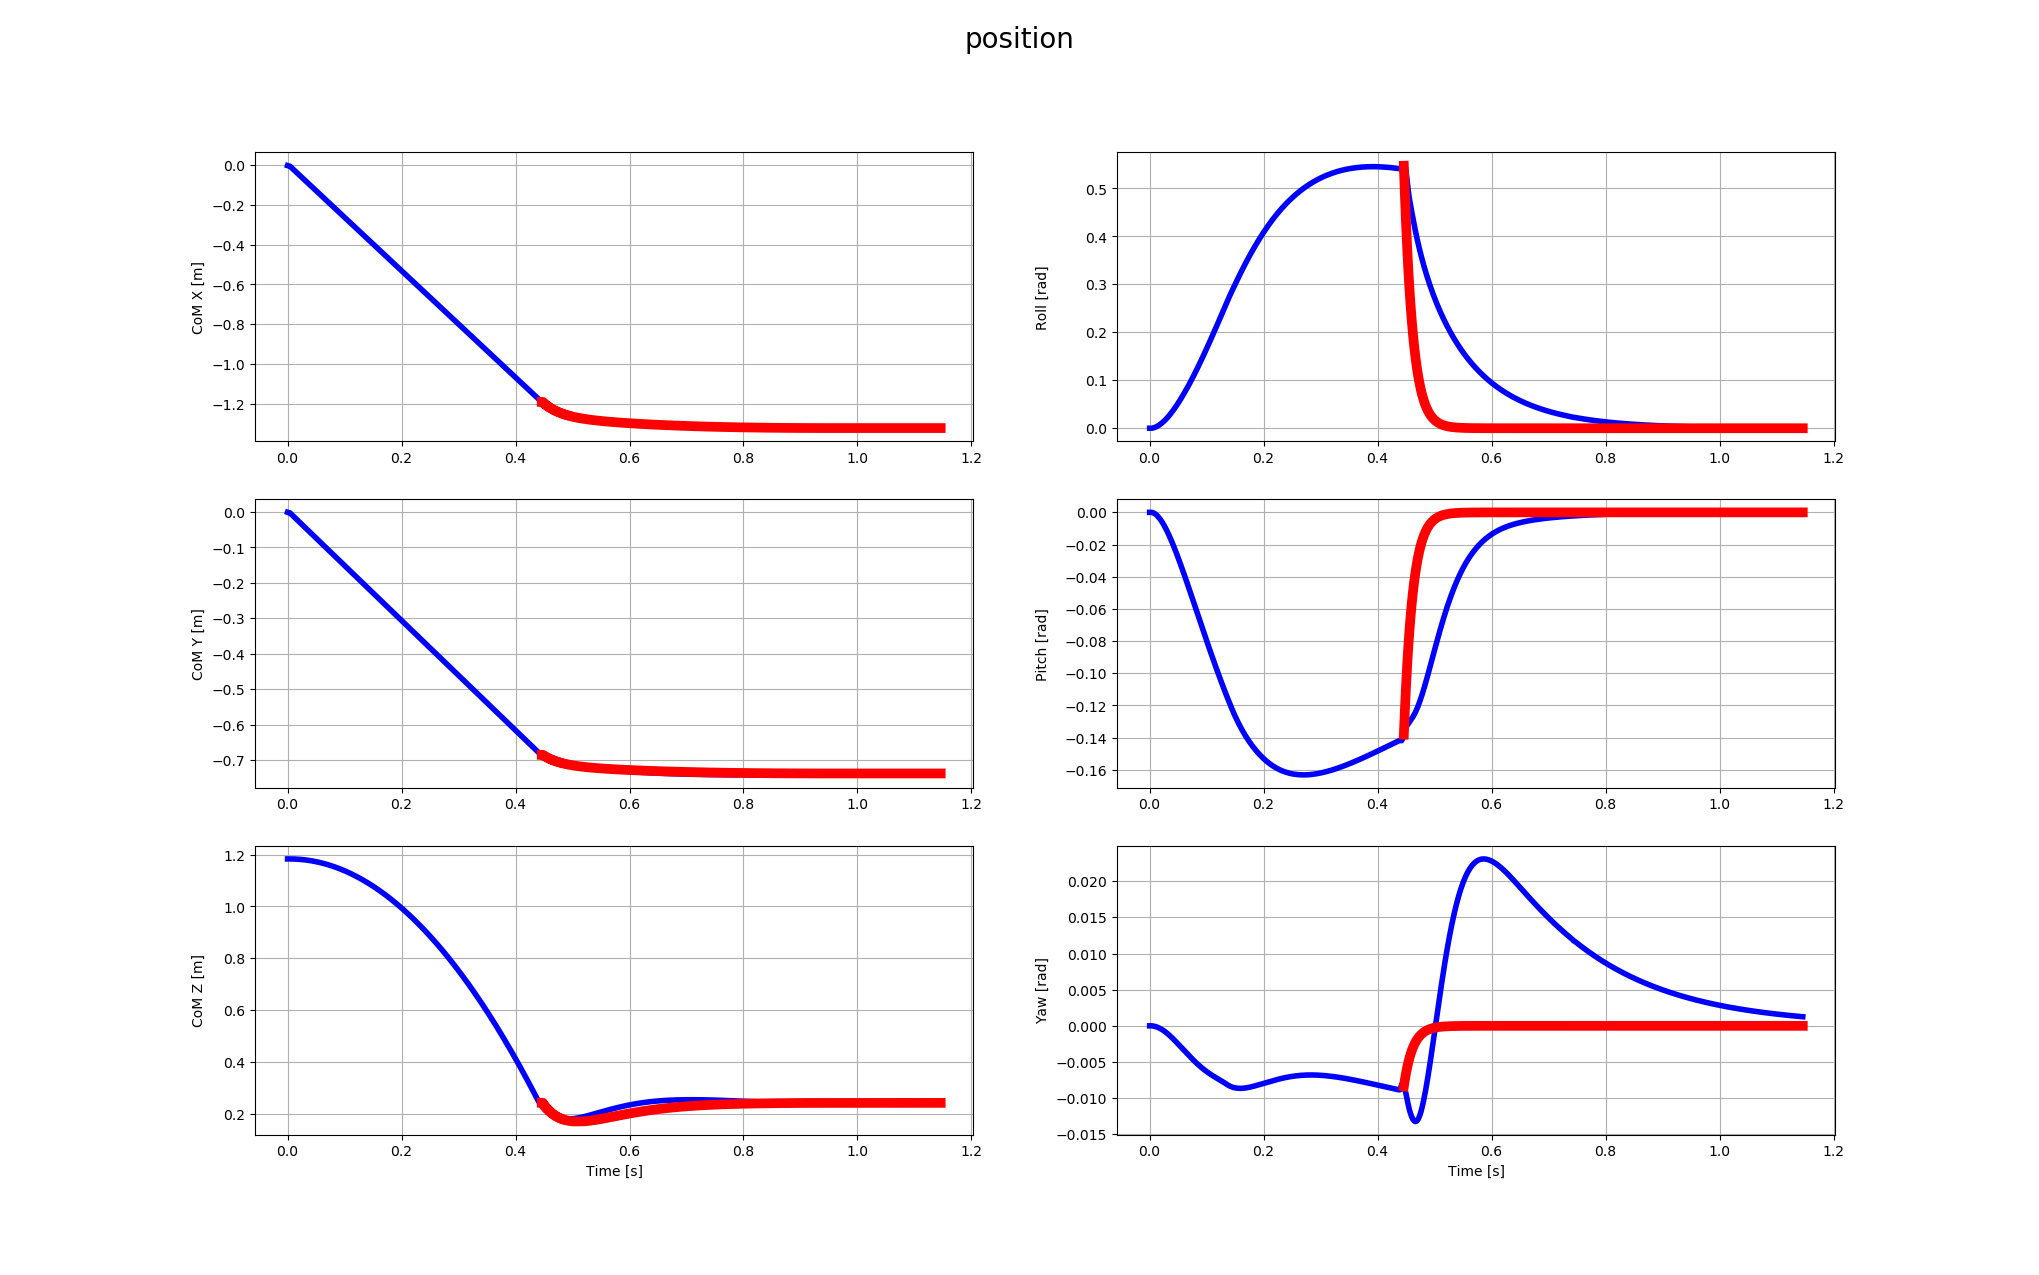 position
0.0
−0.2
−0.4
−0.6
−0.8
−1.0
−1.2
CoM X [m]
0.0 0.2 0.4 0.6 0.8 1.0 1.2
0.5
0.4
0.3
0.2
0.1
0.0
Roll [rad]
0.0 0.2 0.4 0.6 0.8 1.0 1.2
0.0
−0.1
−0.2
−0.3
−0.4
−0.5
−0.6
−0.7
CoM Y [m]
0.0 0.2 0.4 0.6 0.8 1.0 1.2
0.00
−0.02
−0.04
−0.06
−0.08
−0.10
−0.12
−0.14
−0.16
Pitch [rad]
0.0 0.2 0.4 0.6 0.8 1.0 1.2
1.2
1.0
0.8
0.6
0.4
0.2
CoM Z [m]
0.0 0.2 0.4 0.6 0.8 1.0 1.2
Time [s]
0.020
0.015
0.010
0.005
0.000
−0.005
−0.010
−0.015
Yaw [rad]
0.0 0.2 0.4 0.6 0.8 1.0 1.2
Time [s]